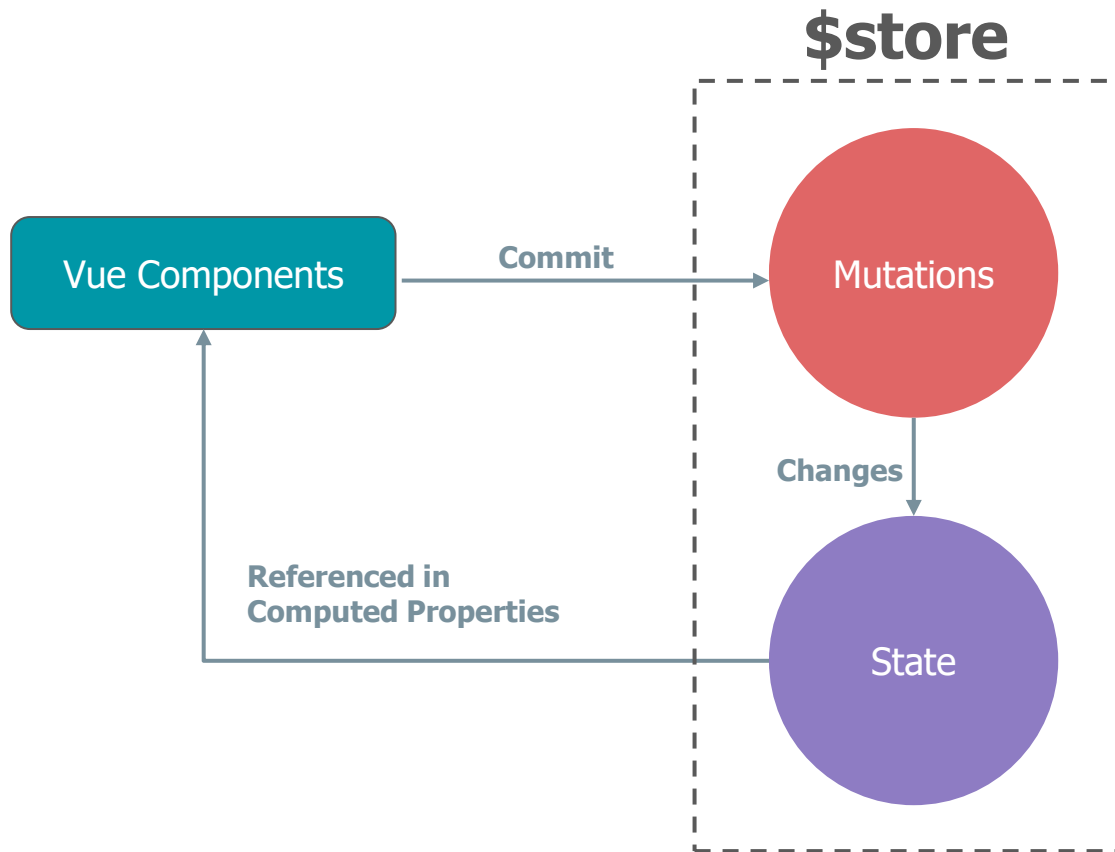 $store
Vue Components
Commit
Mutations
Changes
Referenced in
Computed Properties
State